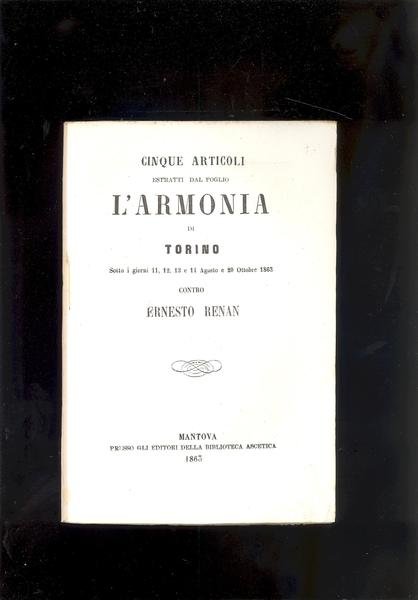 CINQUE ARTICOLI
ESTRATTI DAL FOGLIO
L'ARMONIA
DI
TORINO
Sotto i giorni 11, 12, 13 e 14 Agosto e 20 Ottobre 1863
CONTRO
ERNESTO RENAN
MANTOVA
PRESSO GLI EDITORI DELLA BIBLIOTECA ASCETICA
1863